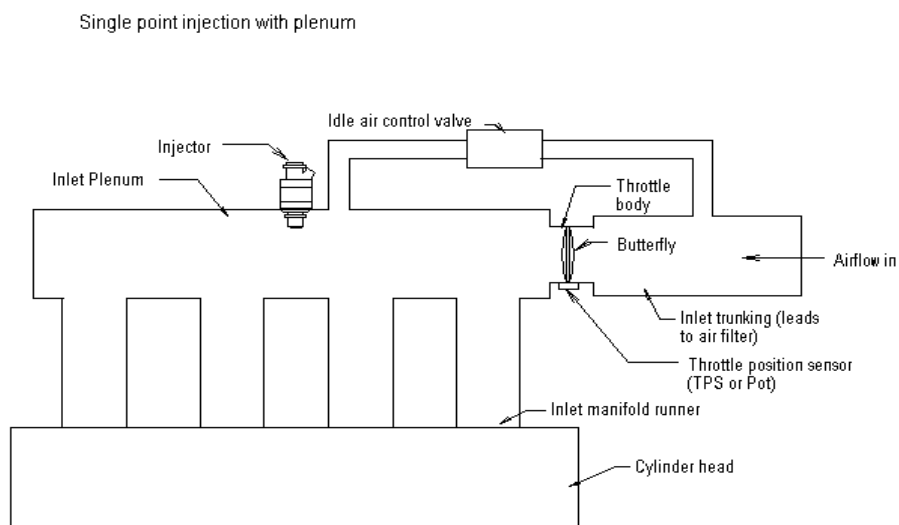 Single point injection with plenum
Idle air control valve
Injector
Inlet Plenum
Throttle
body
Butterfly
Airflow in
Inlet trunking (leads
to air filter)
Throttle position sensor
(TPS or Pot)
Inlet manifold runner
Cylinder head